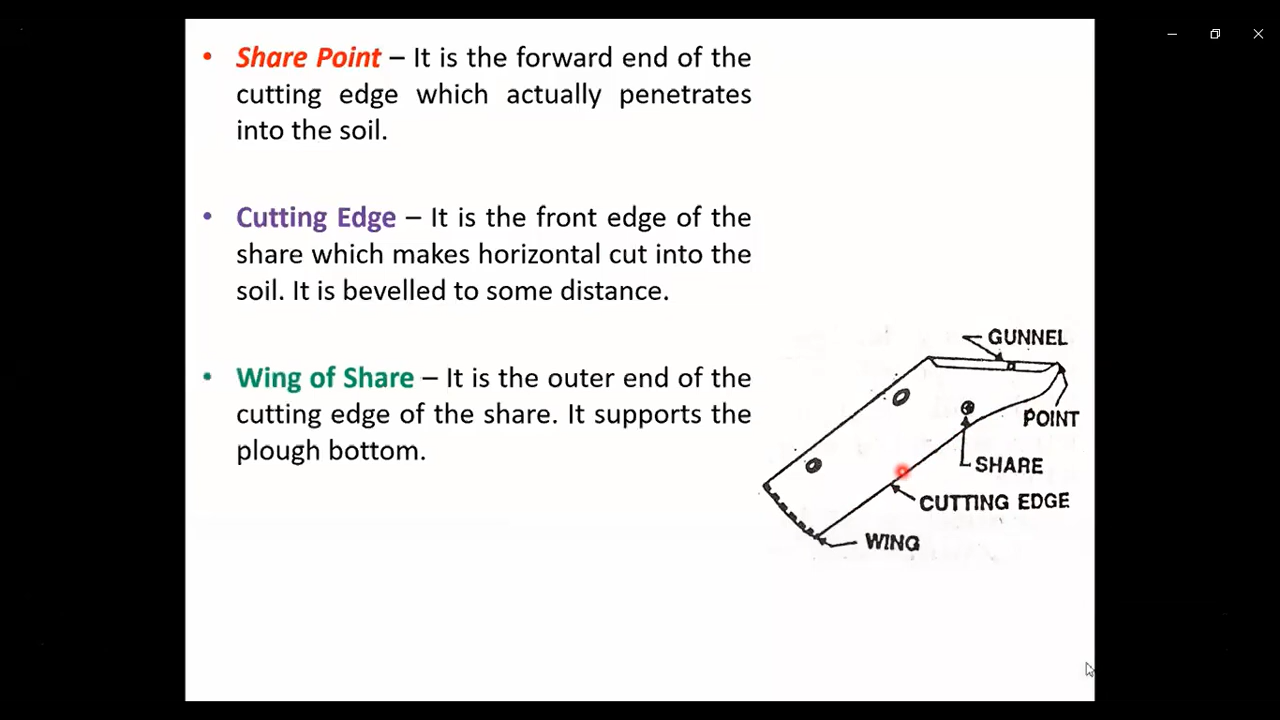 • Share Point – It is the forward end of the
cutting edge which actually penetrates
into the soil.
• Cutting Edge – It is the front edge of the
share which makes horizontal cut into the
soil. It is bevelled to some distance.
• Wing of Share – It is the outer end of the
cutting edge of the share. It supports the
plough bottom.
GUNNEL
POINT
SHARE
CUTTING EDGE
WING